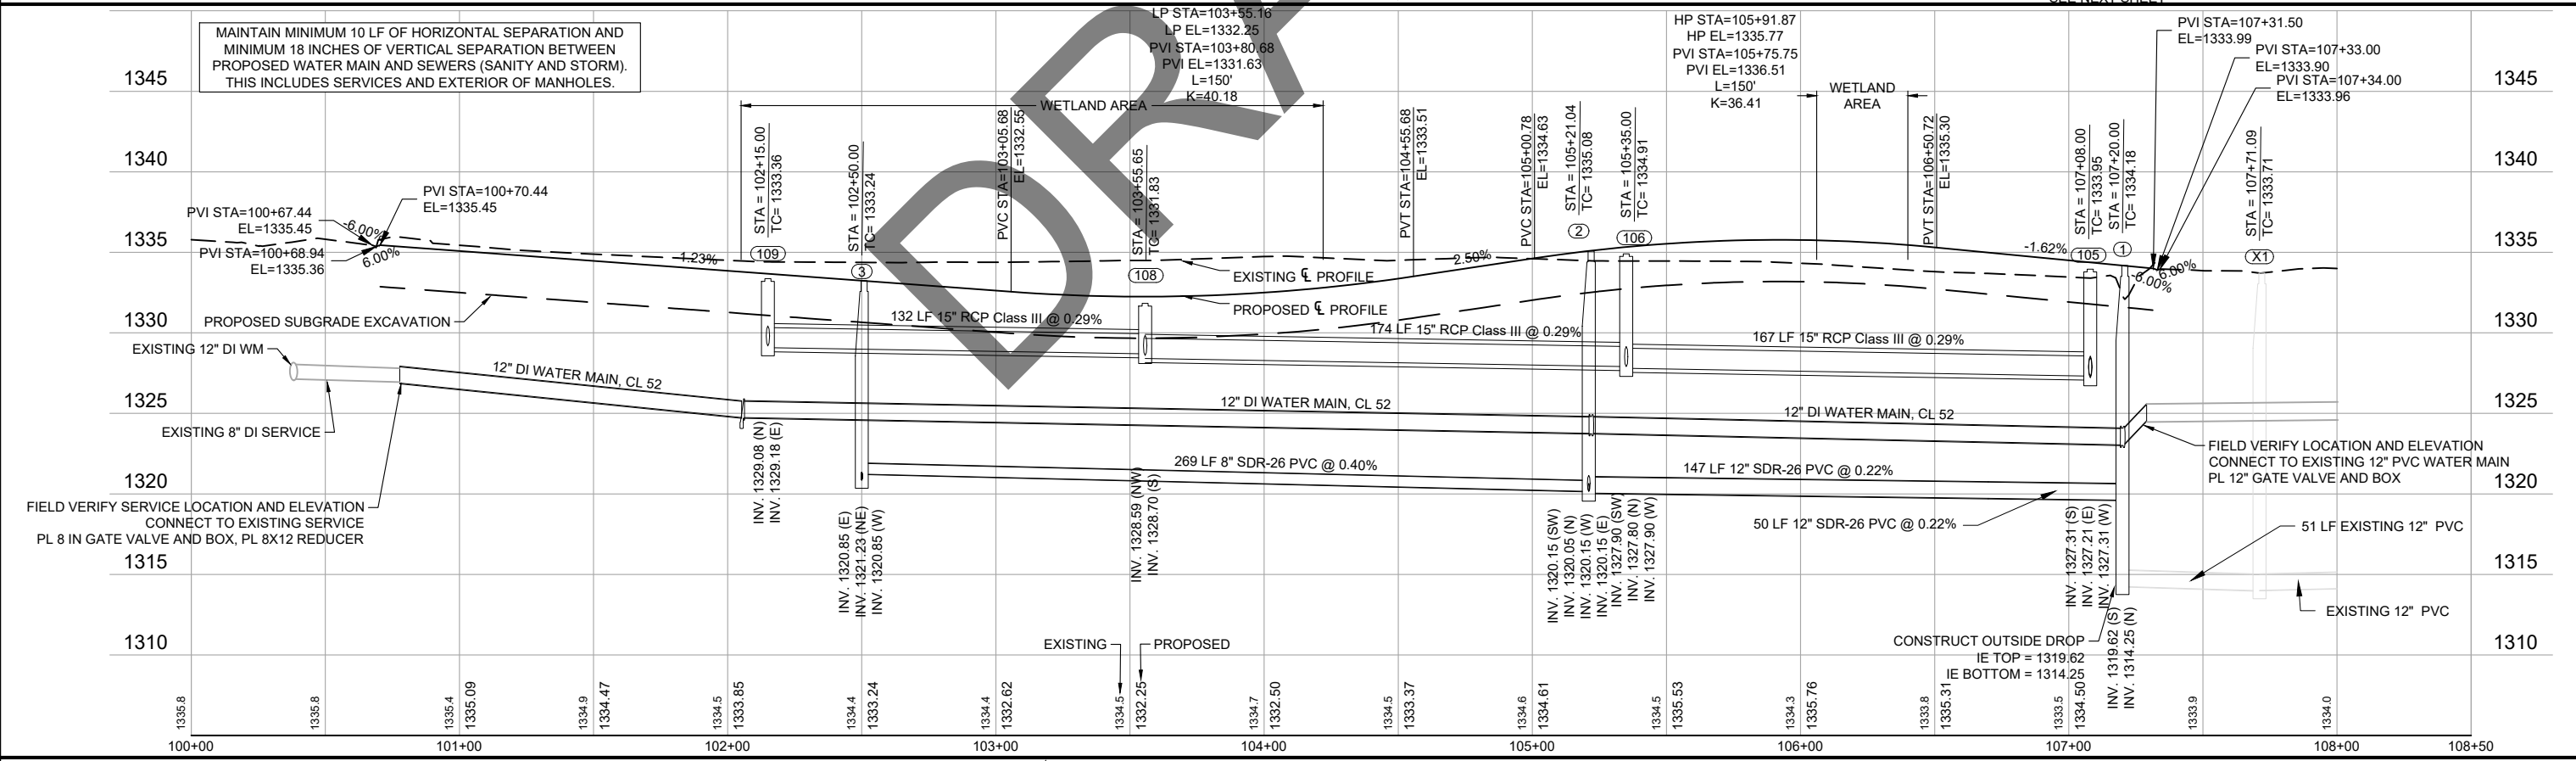 SEE NEXT SHEET
MAINTAIN MINIMUM 10 LF OF HORIZONTAL SEPARATION AND
MINIMUM 18 INCHES OF VERTICAL SEPARATION BETWEEN
PROPOSED WATER MAIN AND SEWERS (SANITY AND STORM).
THIS INCLUDES SERVICES AND EXTERIOR OF MANHOLES.
LP STA=103+55.16
LP EL=1332.25
PVI STA=103+80.68
PVI EL=1331.63
L=150'
K=40.18
HP STA=105+91.87
HP EL=1335.77
PVI STA=105+75.75
PVI EL=1336.51
L=150'
K=36.41
PVI STA=107+31.50
EL=1333.99
PVI STA=107+33.00
EL=1333.90
PVI STA=107+34.00
EL=1333.96
1345
1345
WETLAND AREA
WETLAND
AREA
1340
1340
STA = 102+15.00
TC= 1333.36
109
STA = 102+50.00
TC= 1333.24
3
PVC STA=103+05.68
EL=1332.55
STA = 103+55.65
TC= 1331.83
108
PVT STA=104+55.68
EL=1333.51
PVC STA=105+00.78
EL=1334.63
STA = 105+21.04
TC= 1335.08
2
STA = 105+35.00
TC= 1334.91
106
PVT STA=106+50.72
EL=1335.30
STA = 107+08.00
TC= 1333.95
105
STA = 107+20.00
TC= 1334.18
1
STA = 107+71.09
TC= 1333.71
X1
PVI STA=100+70.44
EL=1335.45
PVI STA=100+67.44
EL=1335.45
PVI STA=100+68.94
EL=1335.36
-6.00%
6.00%
1335
1335
-1.23%
2.50%
-1.62%
-6.00%
6.00%
EXISTING ℄ PROFILE
PROPOSED ℄ PROFILE
DRA
1330
1330
PROPOSED SUBGRADE EXCAVATION
132 LF 15" RCP Class III @ 0.29%
174 LF 15" RCP Class III @ 0.29%
167 LF 15" RCP Class III @ 0.29%
EXISTING 12" DI WM
12" DI WATER MAIN, CL 52
12" DI WATER MAIN, CL 52
12" DI WATER MAIN, CL 52
1325
1325
EXISTING 8" DI SERVICE
FIELD VERIFY LOCATION AND ELEVATION
CONNECT TO EXISTING 12" PVC WATER MAIN
PL 12" GATE VALVE AND BOX
269 LF 8" SDR-26 PVC @ 0.40%
147 LF 12" SDR-26 PVC @ 0.22%
1320
1320
FIELD VERIFY SERVICE LOCATION AND ELEVATION
CONNECT TO EXISTING SERVICE
PL 8 IN GATE VALVE AND BOX, PL 8X12 REDUCER
50 LF 12" SDR-26 PVC @ 0.22%
51 LF EXISTING 12" PVC
INV. 1329.08 (N)
INV. 1329.18 (E)
INV. 1320.85 (E)
INV. 1321.23 (NE)
INV. 1320.85 (W)
INV. 1328.59 (NW)
INV. 1328.70 (S)
INV. 1320.15 (SW)
INV. 1320.05 (N)
INV. 1320.15 (W)
INV. 1320.15 (E)
INV. 1327.90 (SW)
INV. 1327.80 (N)
INV. 1327.90 (W)
INV. 1327.31 (S)
INV. 1327.21 (E)
INV. 1327.31 (W)
INV. 1319.62 (S)
INV. 1314.25 (N)
1315
1315
EXISTING 12" PVC
1310
1310
EXISTING
PROPOSED
CONSTRUCT OUTSIDE DROP
IE TOP = 1319.62
IE BOTTOM = 1314.25
1335.8
1335.8
1335.4
1335.09
1334.9
1334.47
1334.5
1333.85
1334.4
1333.24
1334.4
1332.62
1334.5
1332.25
1334.7
1332.50
1334.5
1333.37
1334.6
1334.61
1334.5
1335.53
1334.3
1335.76
1333.8
1335.31
1333.5
1334.50
1333.9
1334.0
100+00
101+00
102+00
103+00
104+00
105+00
106+00
107+00
108+00
108+50